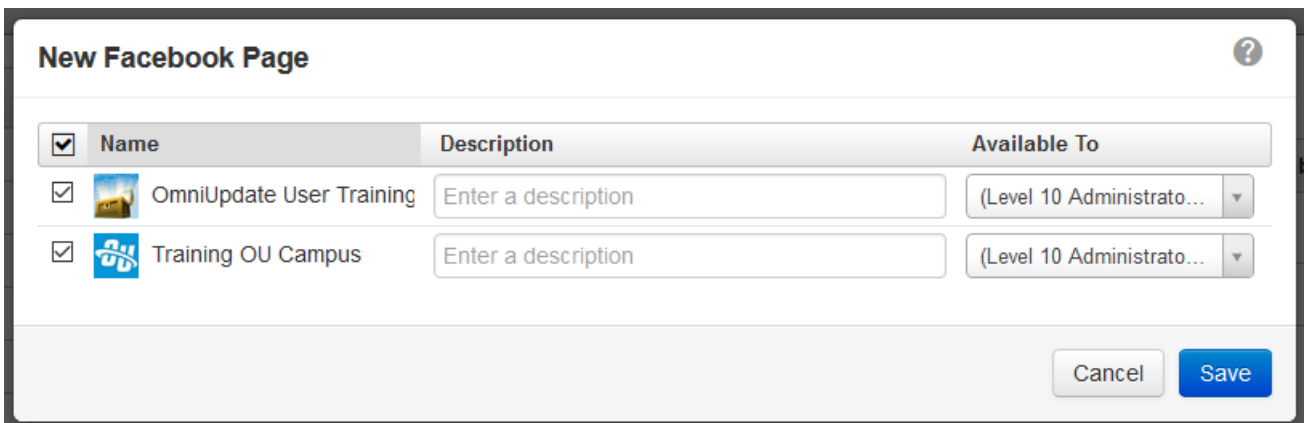 New Facebook Page
?
Name Description Available To
OmniUpdate User Training Enter a description (Level 10 Administrato...
OU Training OU Campus Enter a description (Level 10 Administrato...
Cancel Save